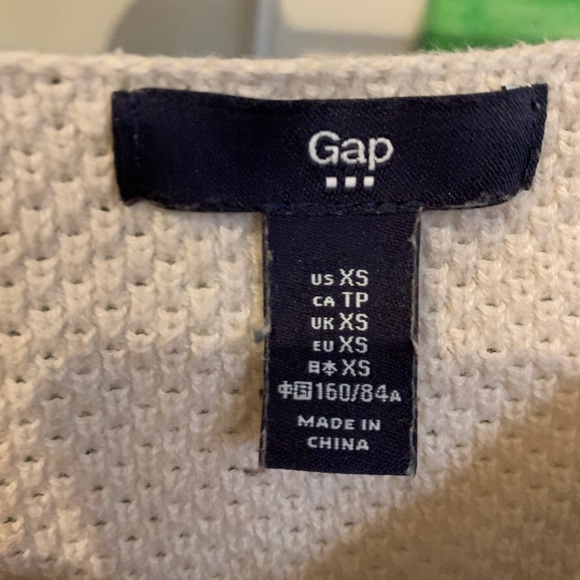 Gap
US XS
CA TP
UK XS
EU XS
日本 XS
中国 160/84A
MADE IN
CHINA